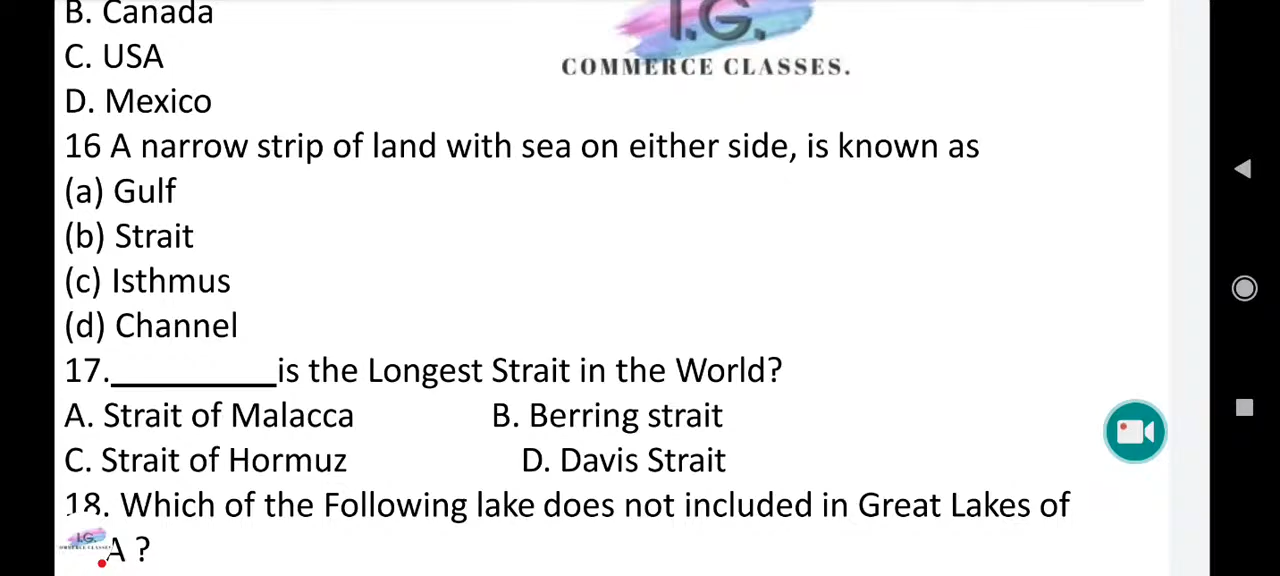 B. Canada
I.G.
C. USA
COMMERCE CLASSES.
D. Mexico
16 A narrow strip of land with sea on either side, is known as
(a) Gulf
(b) Strait
(c) Isthmus
(d) Channel
17.__________is the Longest Strait in the World?
A. Strait of Malacca B. Berring strait
C. Strait of Hormuz D. Davis Strait
18. Which of the Following lake does not included in Great Lakes of
I.G.
A ?